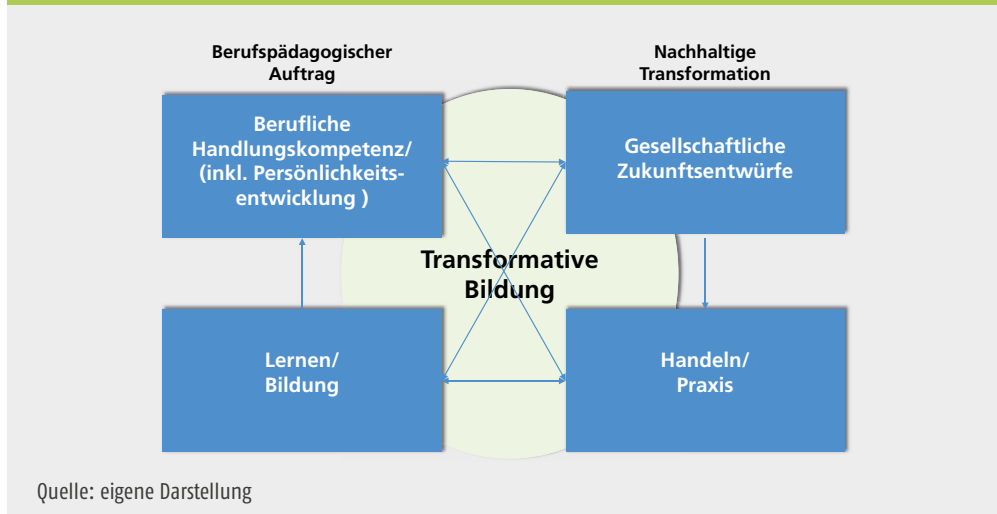 Berufspädagogischer
Auftrag
Nachhaltige
Transformation
Berufliche
Handlungskompetenz/
(inkl. Persönlichkeits-
entwicklung )
Gesellschaftliche
Zukunftsentwürfe
Transformative
Bildung
Lernen/
Bildung
Handeln/
Praxis
Quelle: eigene Darstellung